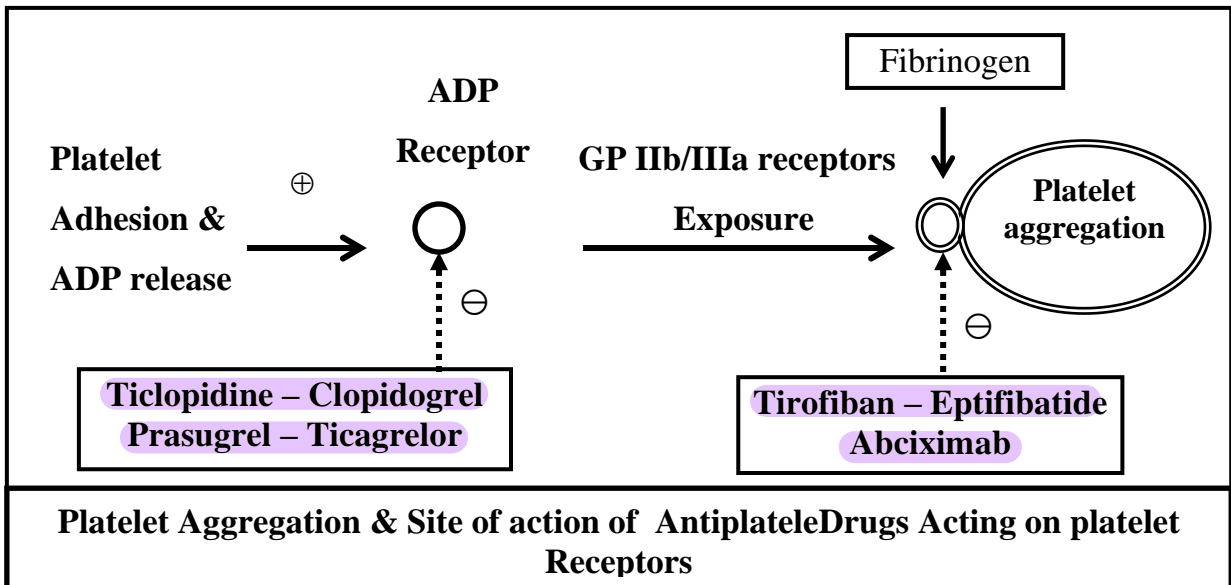 Fibrinogen
ADP
Receptor
Platelet
Adhesion &
ADP release
⊕
GP IIb/IIIa receptors
Exposure
Platelet
aggregation
⊖
⊖
Ticlopidine – Clopidogrel
Prasugrel – Ticagrelor
Tirofiban – Eptifibatide
Abciximab
Platelet Aggregation & Site of action of AntiplateleDrugs Acting on platelet
Receptors